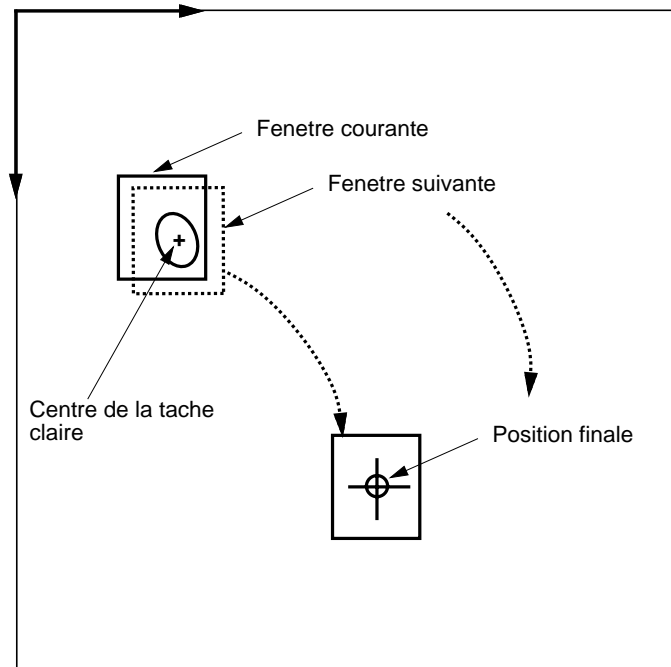 Fenetre courante
Fenetre suivante
Centre de la tache
claire
Position finale